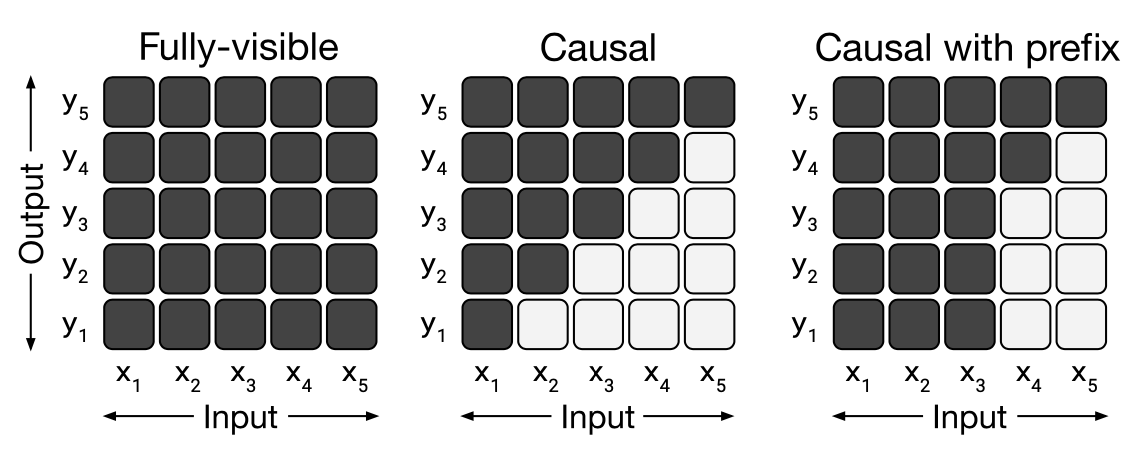 Fully-visible
Causal
Causal with prefix
Output
y5
y4
y3
y2
y1
x1 x2 x3 x4 x5
Input
y5
y4
y3
y2
y1
x1 x2 x3 x4 x5
Input
y5
y4
y3
y2
y1
x1 x2 x3 x4 x5
Input